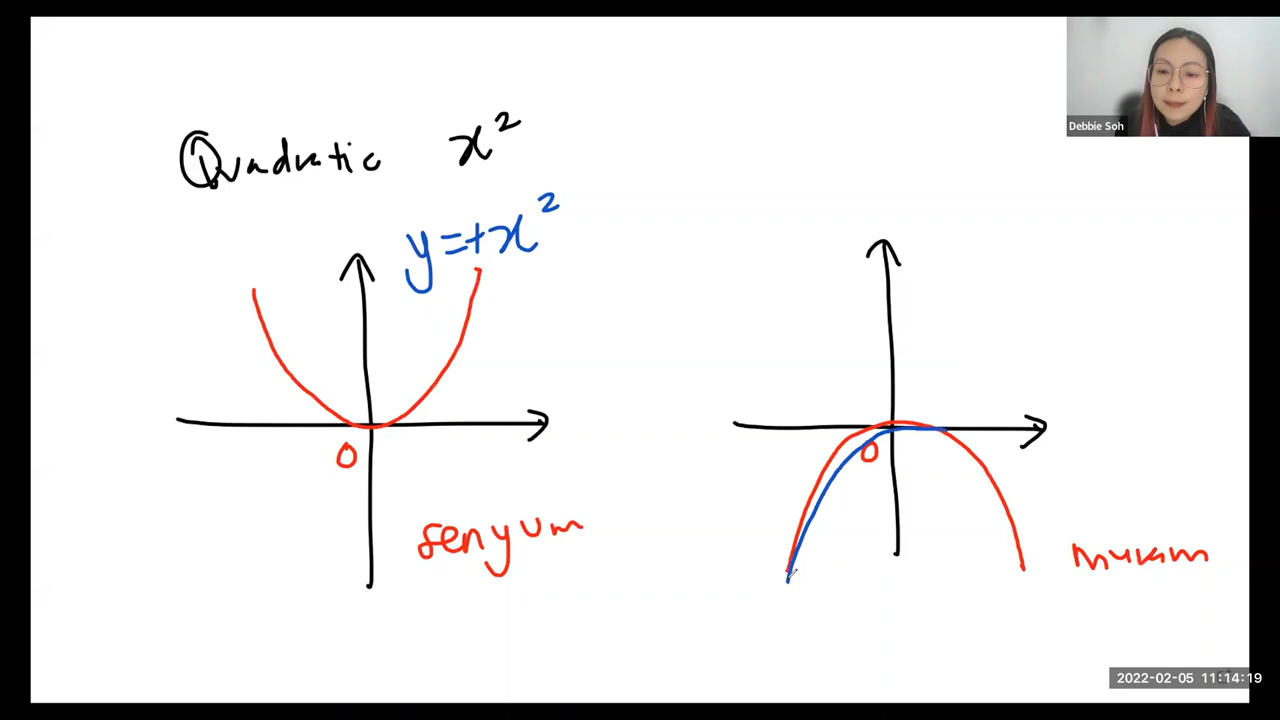 Debbie Soh
Quadratic x²
y=+x²
0
0
senyum
muram
2022-02-05 11:14:19